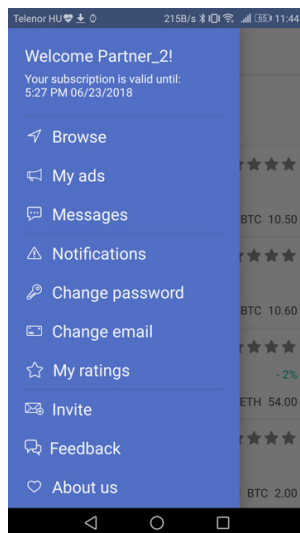 Telenor HU 215B/s 65 11:44
Welcome Partner_2!
Your subscription is valid until:
5:27 PM 06/23/2018
Browse
My ads
Messages
BTC 10.50
Notifications
Change password
BTC 10.60
Change email
My ratings
- 2%
ETH 54.00
Invite
Feedback
About us
BTC 2.00